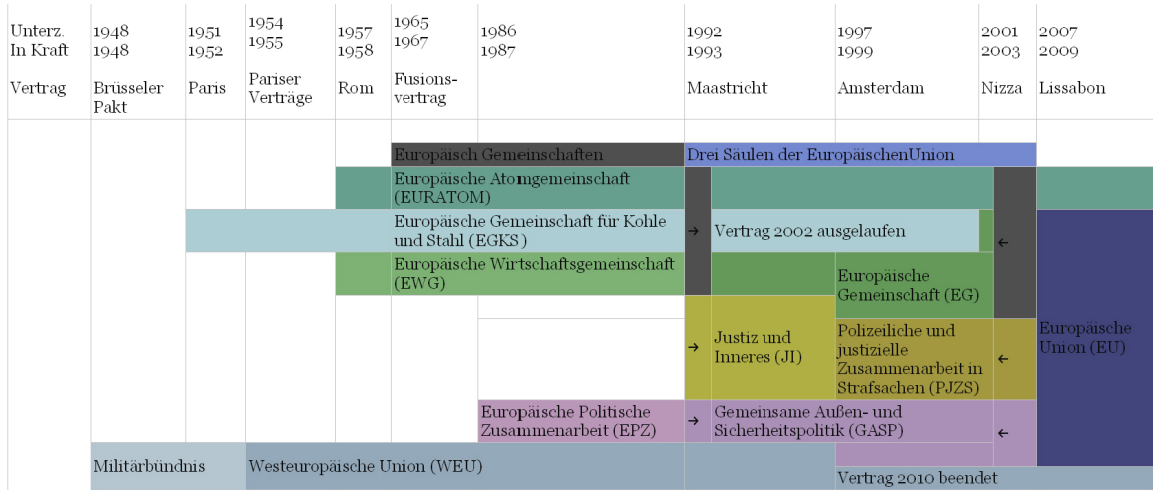 Unterz. 1948 1951 1954 1957 1965 1986 1992 1997 2001 2007
In Kraft 1948 1952 1955 1958 1967 1987 1993 1999 2003 2009
Vertrag Brüsseler Paris Pariser Rom Fusions- Maastricht Amsterdam Nizza Lissabon
Pakt Verträge vertrag
Europäisch Gemeinschaften Drei Säulen der EuropäischenUnion
Europäische Atomgemeinschaft
(EURATOM)
Europäische Gemeinschaft für Kohle
und Stahl (EGKS)
→ Vertrag 2002 ausgelaufen ←
Europäische Wirtschaftsgemeinschaft
(EWG)
Europäische
Gemeinschaft (EG)
→ Justiz und
Inneres (JI)
Polizeiliche und
justizielle
Zusammenarbeit in
Strafsachen (PJZS)
←
Europäische
Union (EU)
Europäische Politische
Zusammenarbeit (EPZ)
→ Gemeinsame Außen- und
Sicherheitspolitik (GASP)
←
Militärbündnis Westeuropäische Union (WEU)
Vertrag 2010 beendet